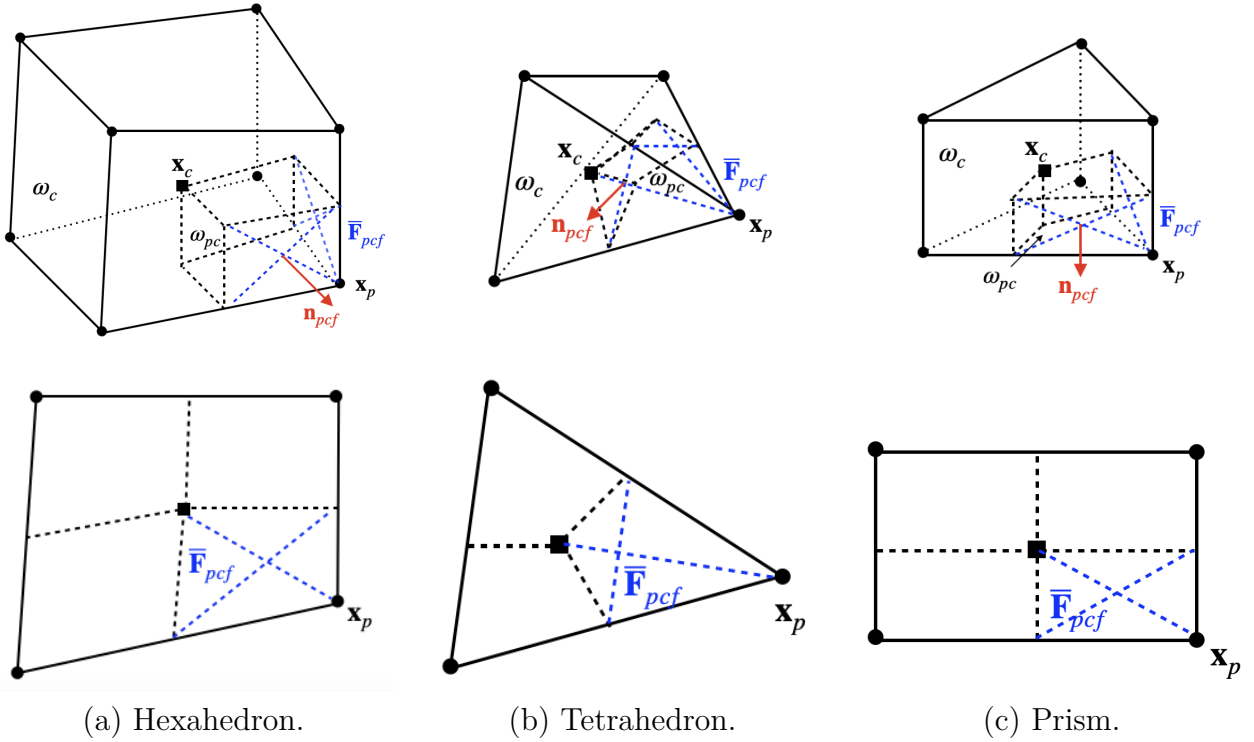 x_c
ω_c
ω_pc
F̅_pcf
x_p
n_pcf
x_c
ω_c
ω_pc
F̅_pcf
n_pcf
x_p
ω_c
x_c
F̅_pcf
x_p
ω_pc
n_pcf
F̅_pcf
x_p
F̅_pcf
x_p
F̅_pcf
x_p
(a) Hexahedron.
(b) Tetrahedron.
(c) Prism.